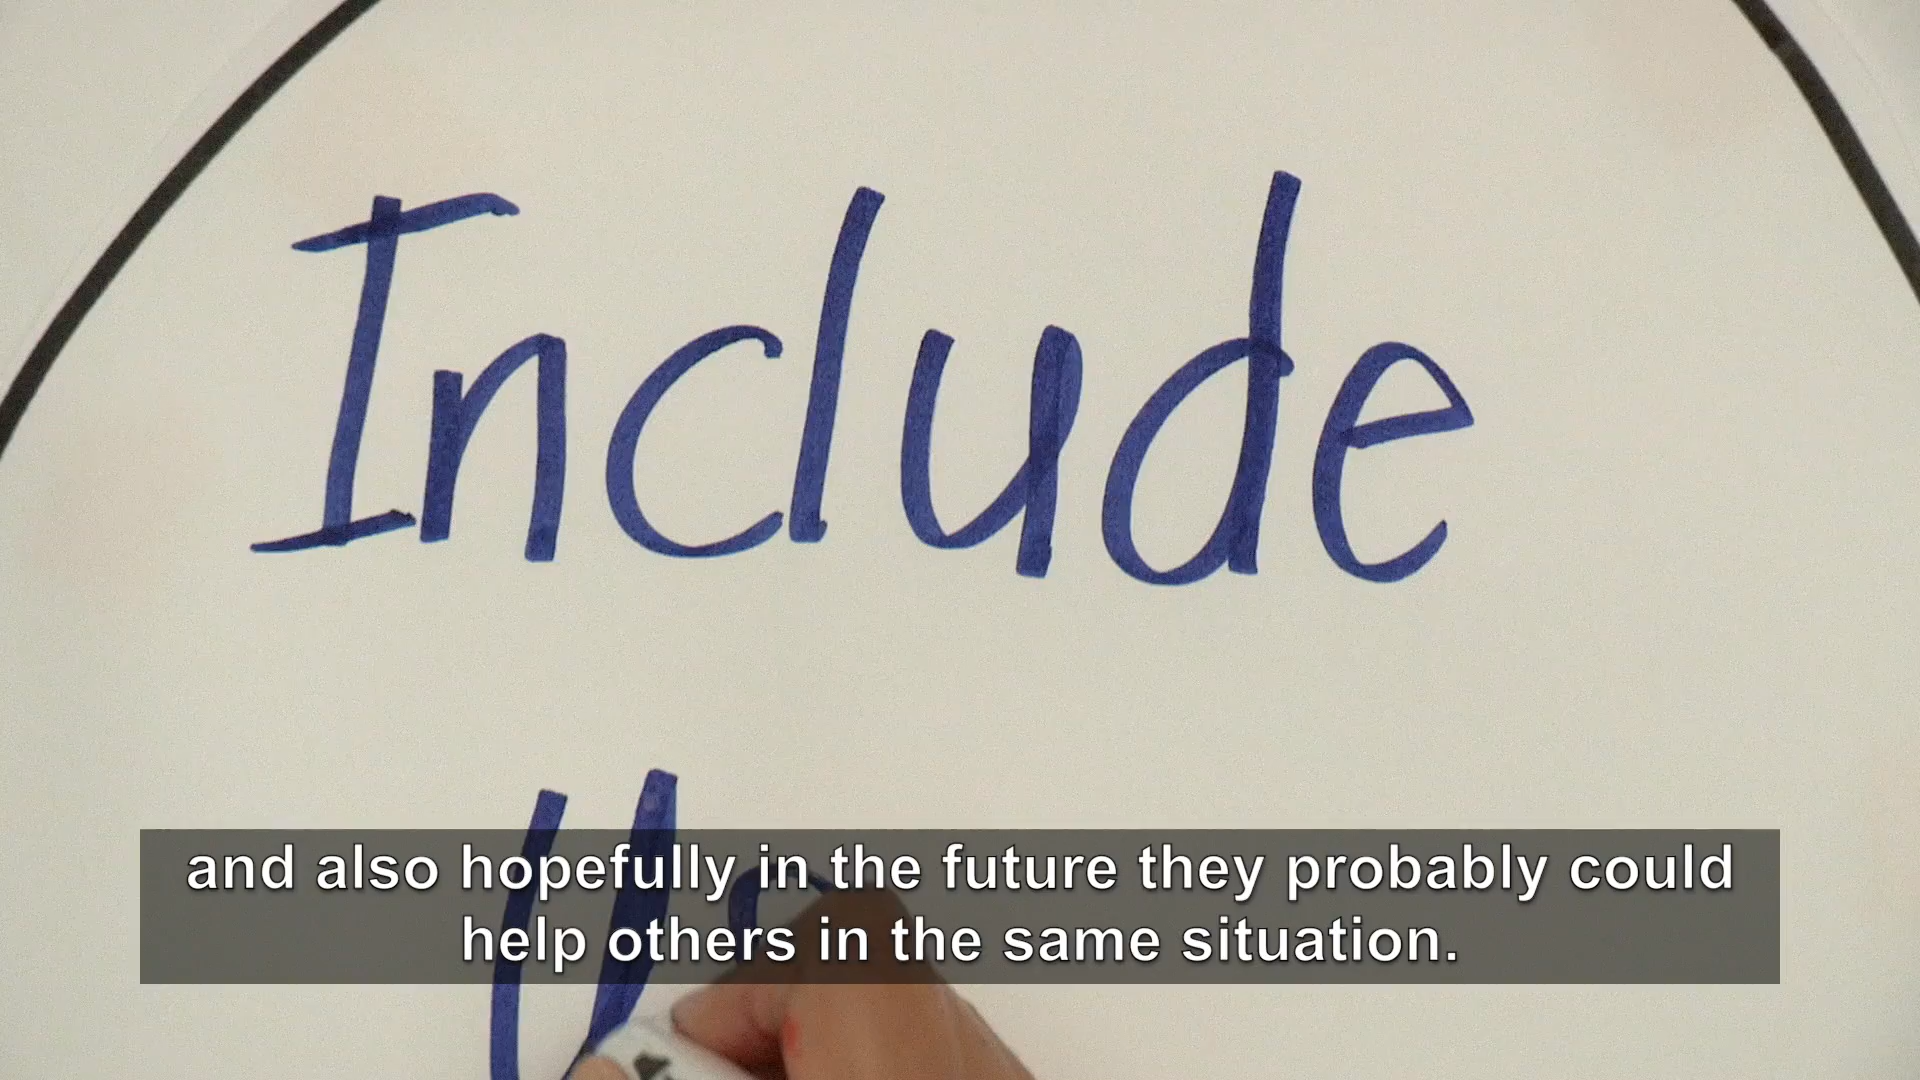 Include
and also hopefully in the future they probably could
help others in the same situation.